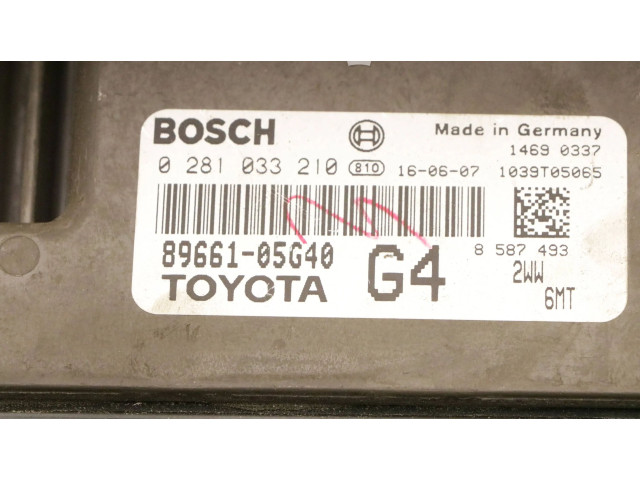 BOSCH
Made in Germany
1469 0337
0 281 033 210 810 16-06-07 1039T05065
8 587 493
89661-05G40
TOYOTA
G4
2WW
6MT